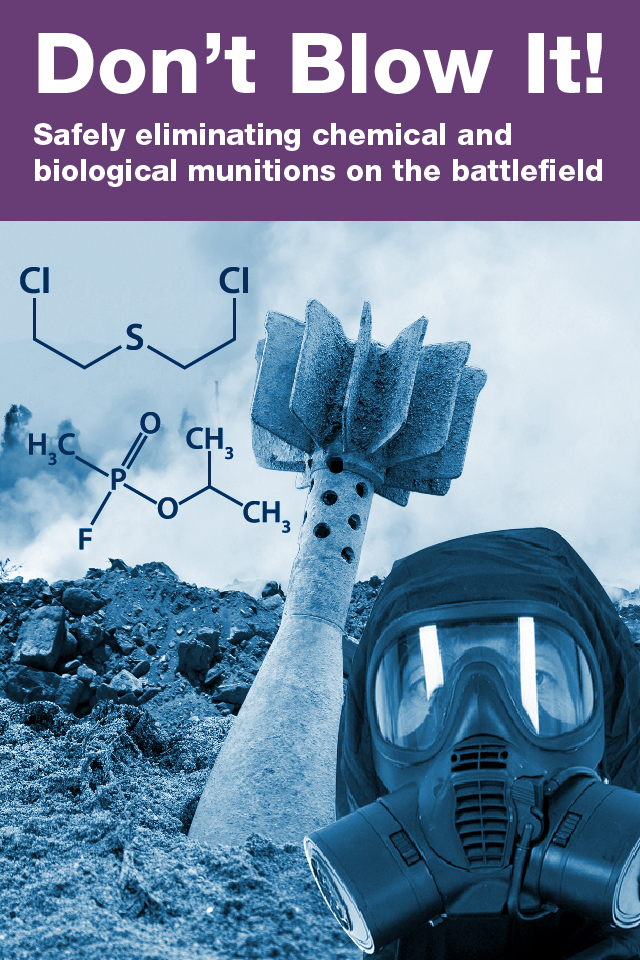 Don’t Blow It!
Safely eliminating chemical and
biological munitions on the battlefield
Cl Cl
S
O
H₃C CH₃
P
O CH₃
F